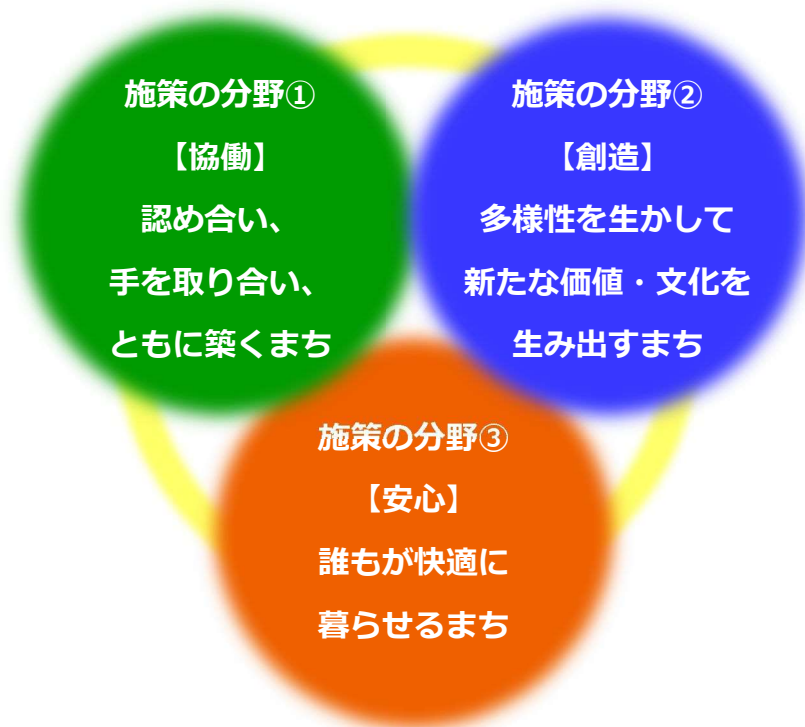 施策の分野①
【協働】
認め合い、
手を取り合い、
ともに築くまち
施策の分野②
【創造】
多様性を生かして
新たな価値・文化を
生み出すまち
施策の分野③
【安心】
誰もが快適に
暮らせるまち